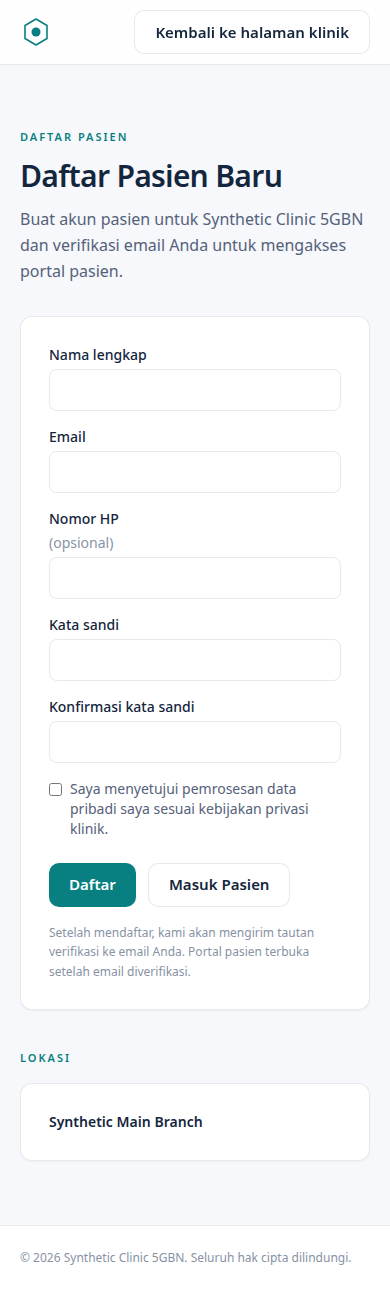 Kembali ke halaman klinik
DAFTAR PASIEN
Daftar Pasien Baru
Buat akun pasien untuk Synthetic Clinic 5GBN
dan verifikasi email Anda untuk mengakses
portal pasien.
Nama lengkap
Email
Nomor HP
(opsional)
Kata sandi
Konfirmasi kata sandi
Saya menyetujui pemrosesan data
pribadi saya sesuai kebijakan privasi
klinik.
Daftar
Masuk Pasien
Setelah mendaftar, kami akan mengirim tautan
verifikasi ke email Anda. Portal pasien terbuka
setelah email diverifikasi.
LOKASI
Synthetic Main Branch
© 2026 Synthetic Clinic 5GBN. Seluruh hak cipta dilindungi.